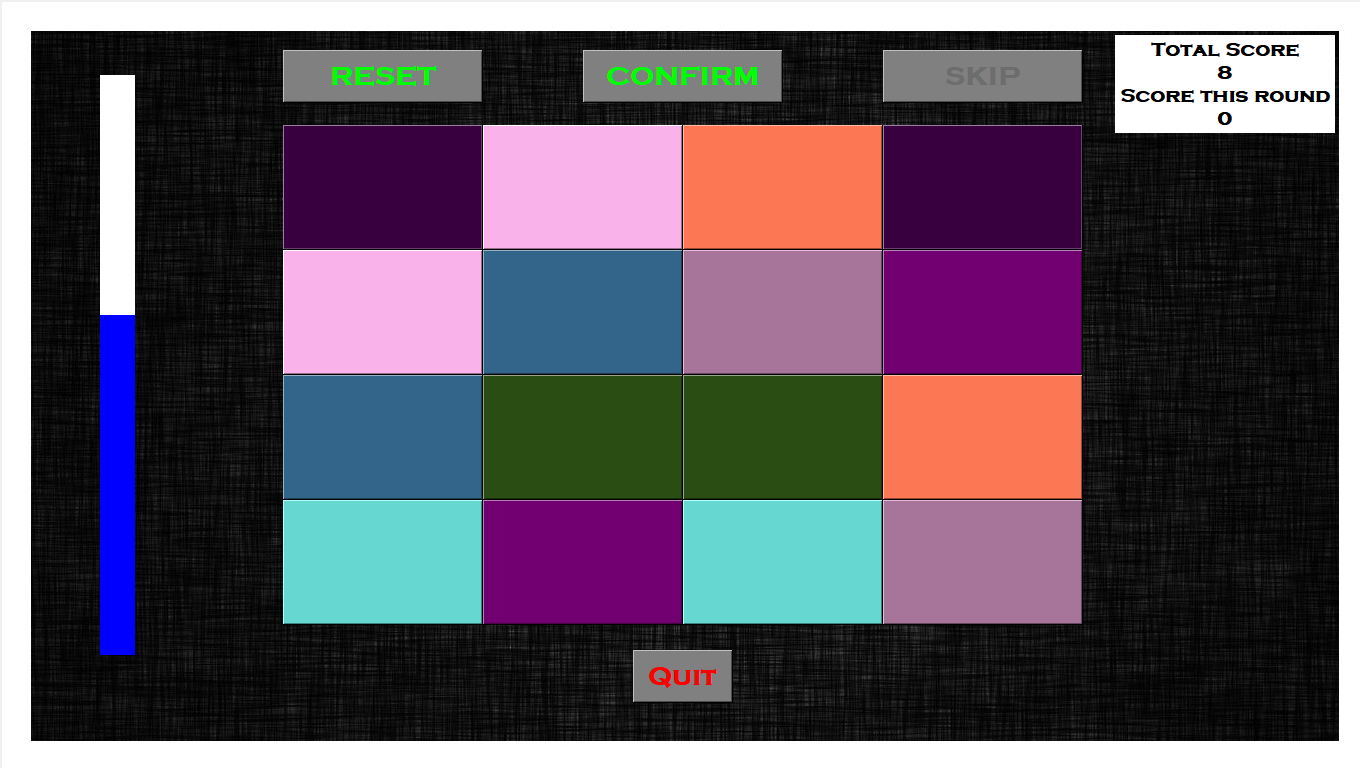 RESET
CONFIRM
SKIP
Total Score
8
Score this round
0
Quit